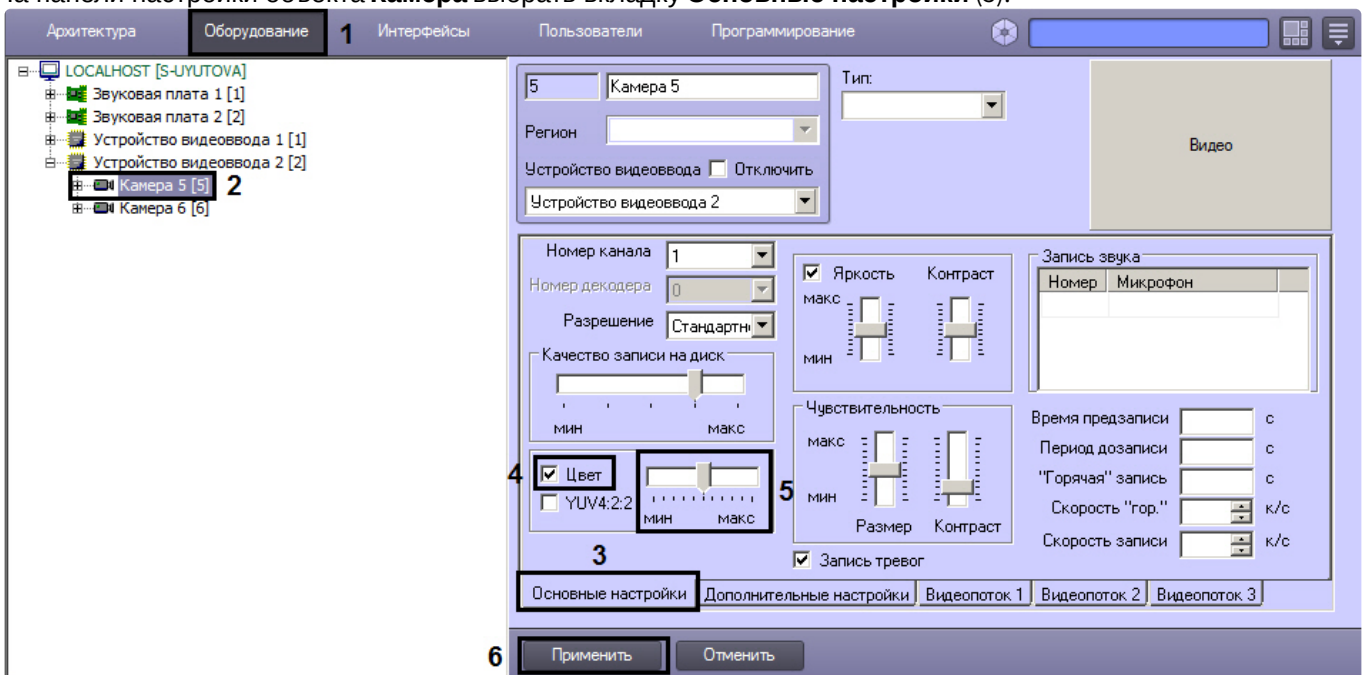 на панели настройки объекта Камера выбрать вкладку Основные настройки (3).
Архитектура Оборудование 1 Интерфейсы Пользователи Программирование
LOCALHOST [S-UYUTOVA]
Звуковая плата 1 [1]
Звуковая плата 2 [2]
Устройство видеоввода 1 [1]
Устройство видеоввода 2 [2]
Камера 5 [5] 2
Камера 6 [6]
5 Камера 5
Тип:
Регион
Устройство видеоввода Отключить
Устройство видеоввода 2
Видео
Номер канала 1
Номер декодера 0
Разрешение Стандартн
Качество записи на диск
мин макс
4 Цвет
YUV4:2:2
мин макс
5
3
Яркость Контраст
макс
мин
Чувствительность
макс
мин
Размер Контраст
Запись тревог
Запись звука
Номер Микрофон
Время предзаписи с
Период дозаписи с
"Горячая" запись с
Скорость "гор." к/с
Скорость записи к/с
Основные настройки Дополнительные настройки Видеопоток 1 Видеопоток 2 Видеопоток 3
6 Применить Отменить